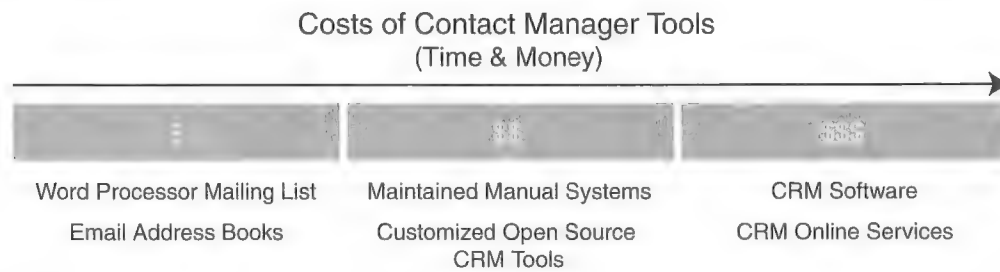 Costs of Contact Manager Tools
(Time & Money)
Word Processor Mailing List
Email Address Books
Maintained Manual Systems
Customized Open Source
CRM Tools
CRM Software
CRM Online Services